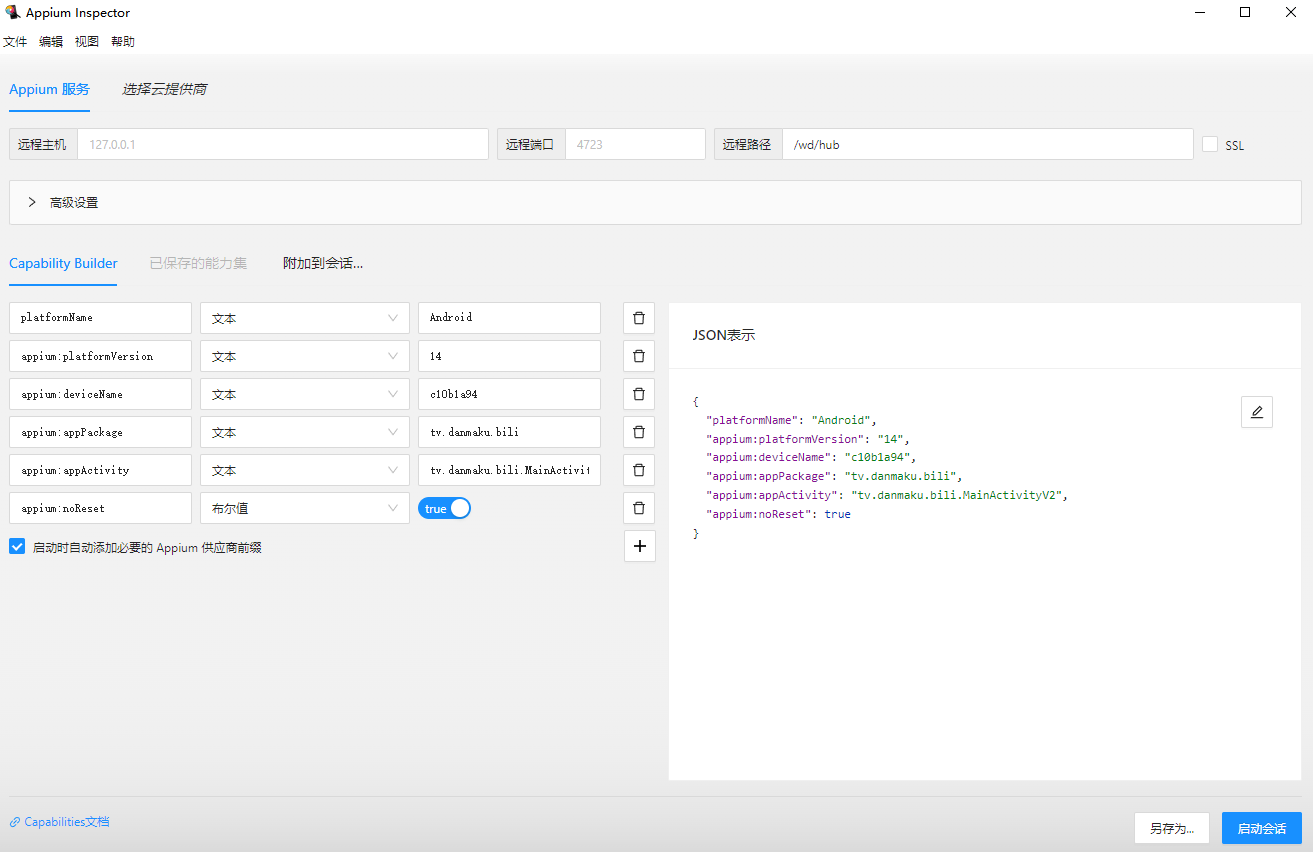 Appium Inspector
文件 编辑 视图 帮助
Appium 服务 选择云提供商
远程主机 127.0.0.1 远程端口 4723 远程路径 /wd/hub SSL
高级设置
Capability Builder 已保存的能力集 附加到会话...
platformName 文本 Android
appium:platformVersion 文本 14
appium:deviceName 文本 c10b1a94
appium:appPackage 文本 tv.danmaku.bili
appium:appActivity 文本 tv.danmaku.bili.MainActivit
appium:noReset 布尔值 true
启动时自动添加必要的 Appium 供应商前缀
JSON表示
{
"platformName": "Android",
"appium:platformVersion": "14",
"appium:deviceName": "c10b1a94",
"appium:appPackage": "tv.danmaku.bili",
"appium:appActivity": "tv.danmaku.bili.MainActivityV2",
"appium:noReset": true
}
Capabilities文档
另存为... 启动会话